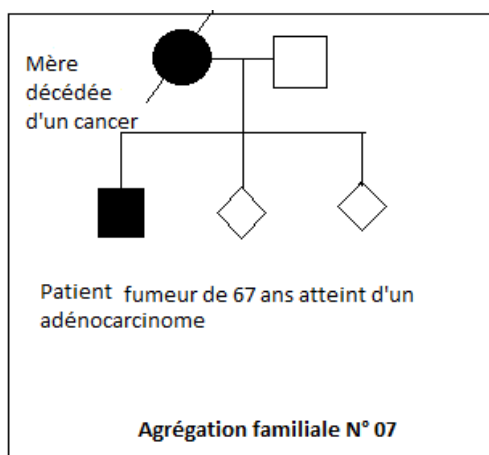 Mère
décédée
d'un cancer
Patient fumeur de 67 ans atteint d'un
adénocarcinome
Agrégation familiale N° 07